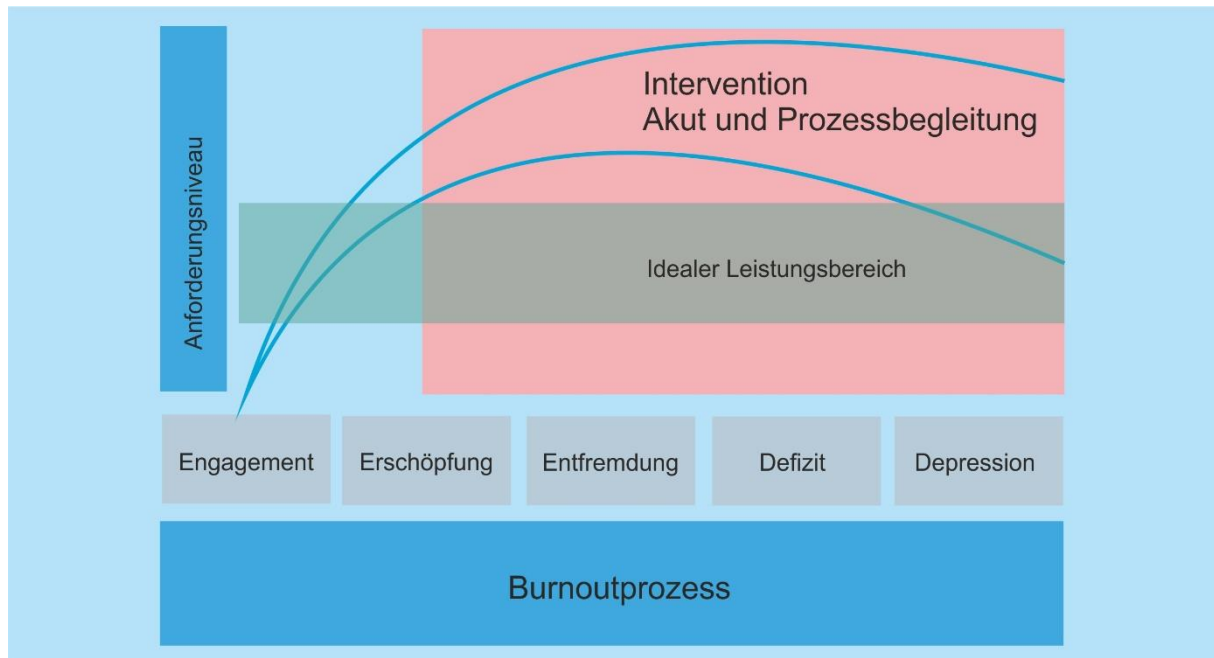 Anforderungsniveau
Intervention
Akut und Prozessbegleitung
Idealer Leistungsbereich
Engagement
Erschöpfung
Entfremdung
Defizit
Depression
Burnoutprozess